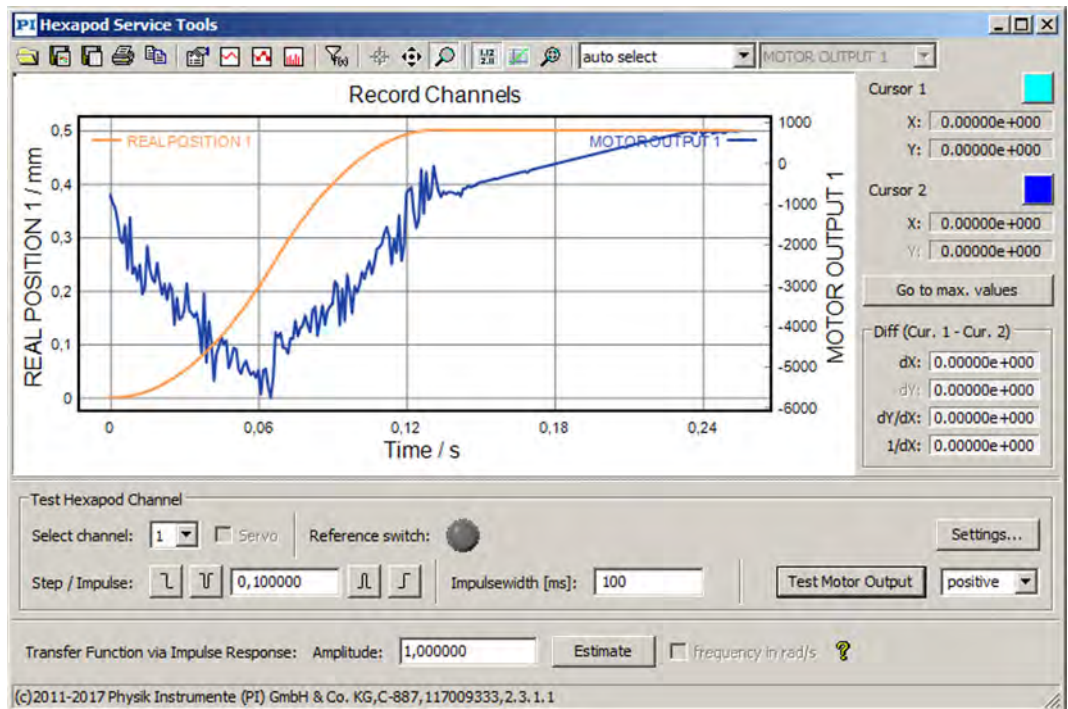 PI Hexapod Service Tools
auto select MOTOR OUTPUT 1
Record Channels
REAL POSITION 1 MOTOR OUTPUT 1
REAL POSITION 1 / mm
0,5
0,4
0,3
0,2
0,1
0
1000
0
-1000
-2000
-3000
-4000
-5000
-6000
MOTOR OUTPUT 1
0 0,06 0,12 0,18 0,24
Time / s
Cursor 1
X: 0.00000e+000
Y: 0.00000e+000
Cursor 2
X: 0.00000e+000
Y: 0.00000e+000
Go to max. values
Diff (Cur. 1 - Cur. 2)
dX: 0.00000e+000
dY: 0.00000e+000
dY/dX: 0.00000e+000
1/dX: 0.00000e+000
Test Hexapod Channel
Select channel: 1 Servo Reference switch: Settings...
Step / Impulse: 0,100000 Impulsewidth [ms]: 100 Test Motor Output positive
Transfer Function via Impulse Response: Amplitude: 1,000000 Estimate frequency in rad/s ?
(c)2011-2017 Physik Instrumente (PI) GmbH & Co. KG,C-887,117009333,2.3.1.1